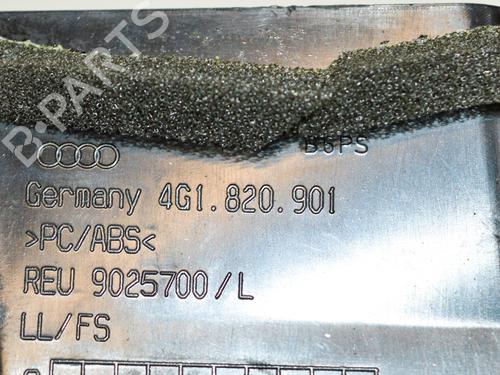 B-PARTS
B6PS
Germany 4G1.820.901
>PC/ABS<
REU 9025700/L
LL/FS